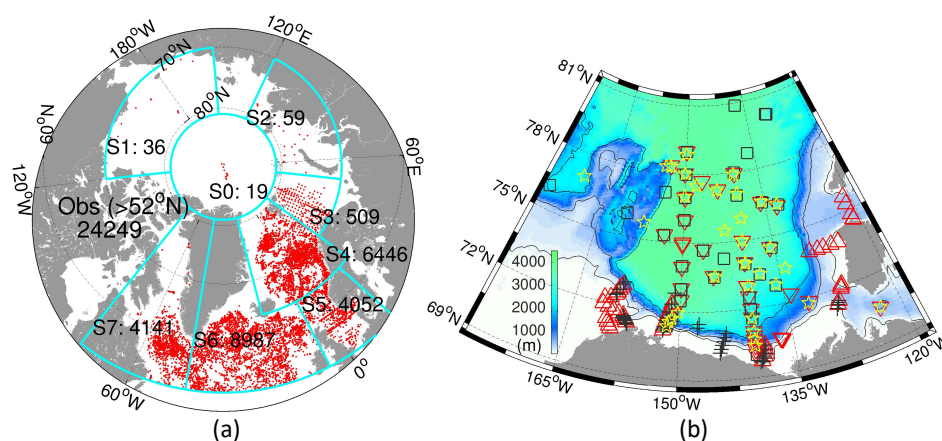 180°W
120°E
70°N
80°N
60°N
60°E
120°W
S1: 36
S2: 59
S0: 19
Obs (>52°N)
24249
S3: 509
S4: 6446
S5: 4052
S7: 4141
S6: 8987
60°W
0°
(a)
81°N
78°N
75°N
72°N
69°N
4000
3000
2000
1000
(m)
165°W
150°W
135°W
120°W
(b)